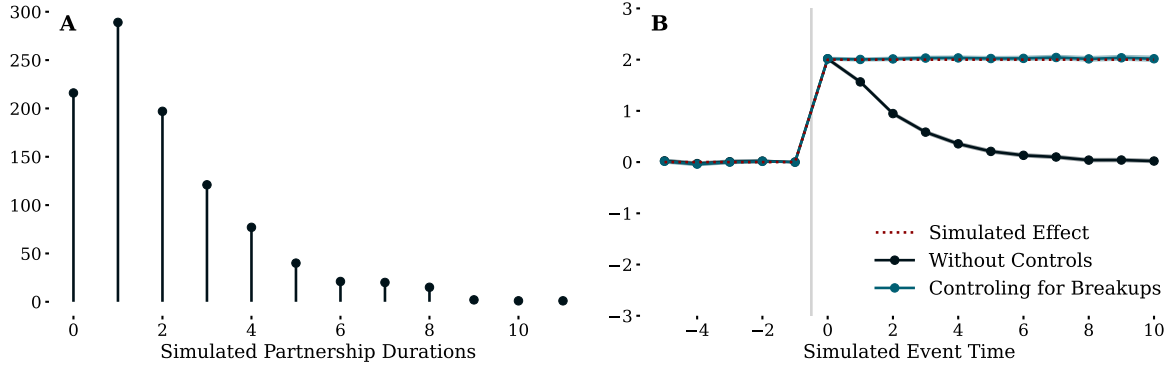 A
300
250
200
150
100
50
0
0 2 4 6 8 10
Simulated Partnership Durations
B
3
2
1
0
−1
−2
−3
−4 −2 0 2 4 6 8 10
Simulated Event Time
Simulated Effect
Without Controls
Controling for Breakups